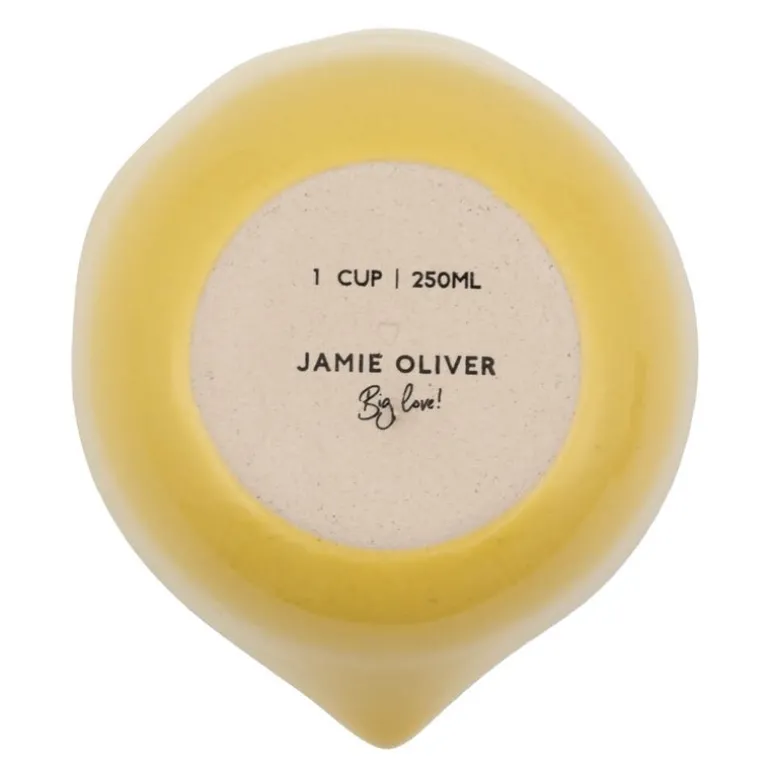 1 CUP | 250ML
JAMIE OLIVER
Big love!